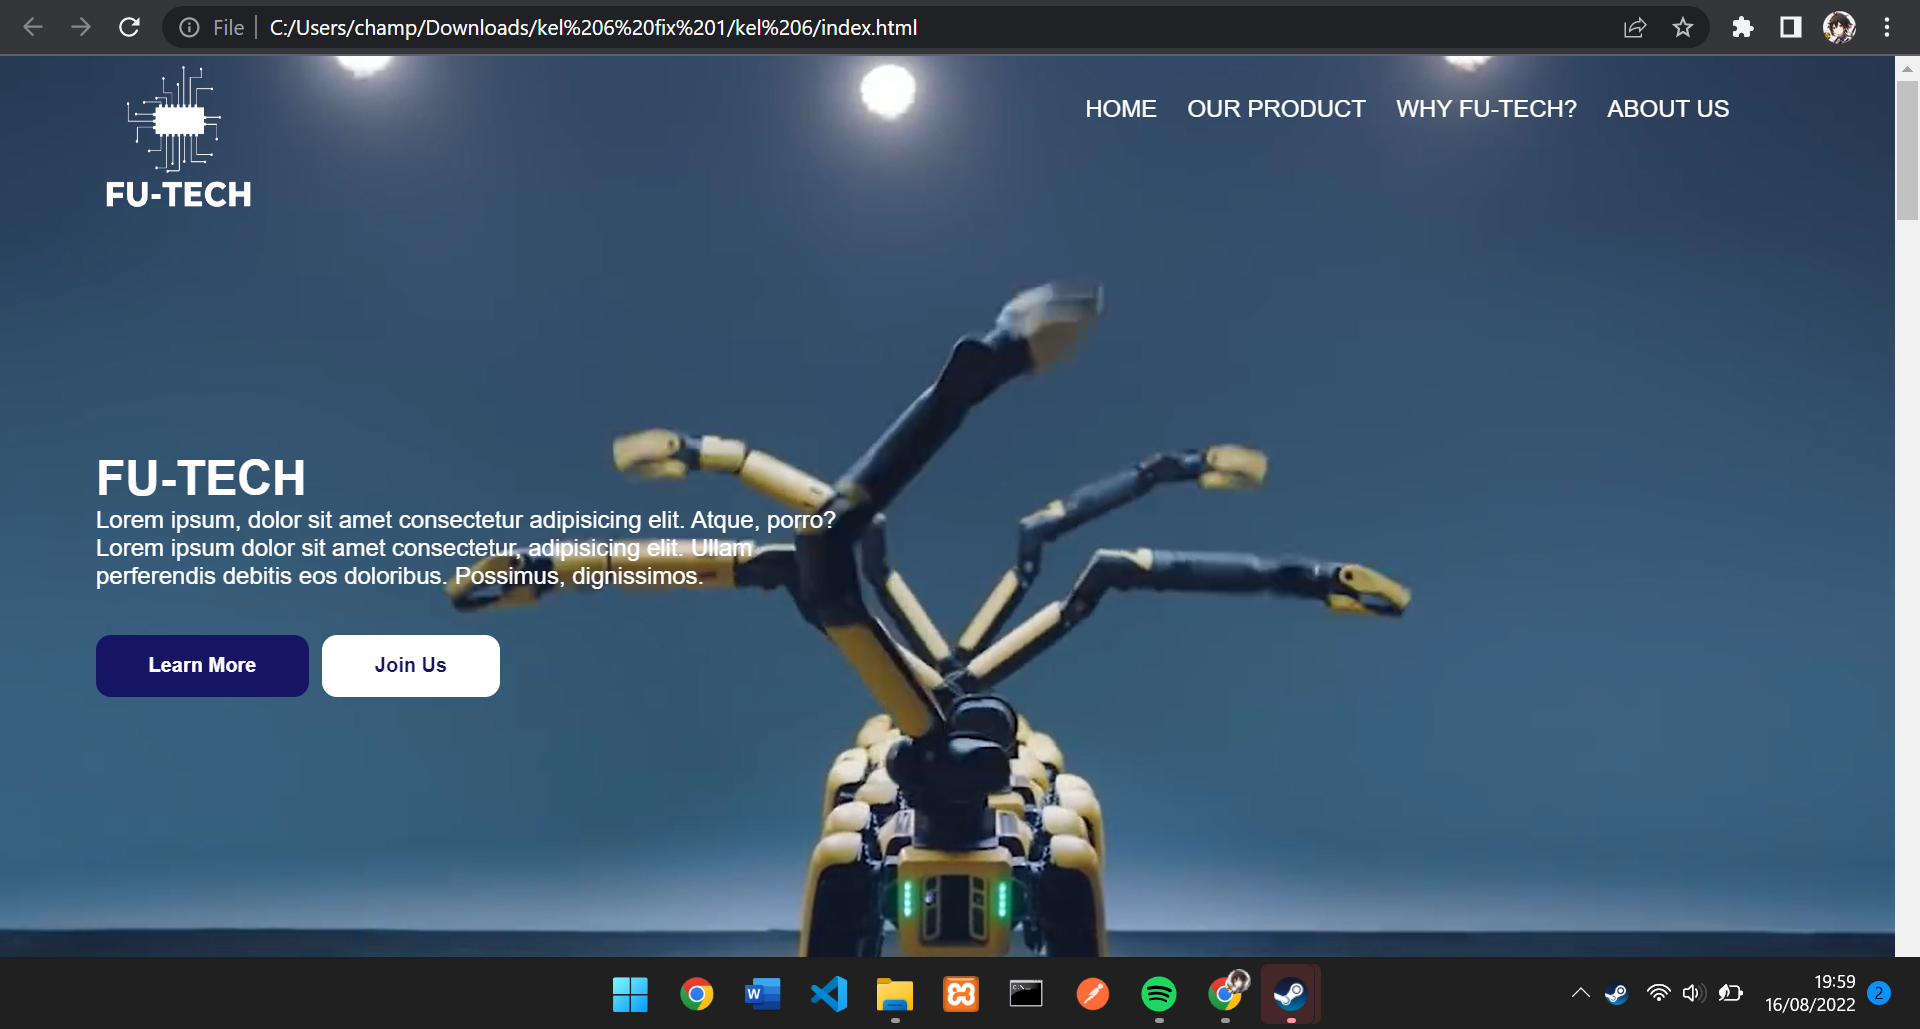 File
C:/Users/champ/Downloads/kel%206%20fix%201/kel%206/index.html
FU-TECH
HOME OUR PRODUCT WHY FU-TECH? ABOUT US
FU-TECH
Lorem ipsum, dolor sit amet consectetur adipisicing elit. Atque, porro?
Lorem ipsum dolor sit amet consectetur, adipisicing elit. Ullam
perferendis debitis eos doloribus. Possimus, dignissimos.
Learn More
Join Us
W
C:\_
19:59
16/08/2022
2